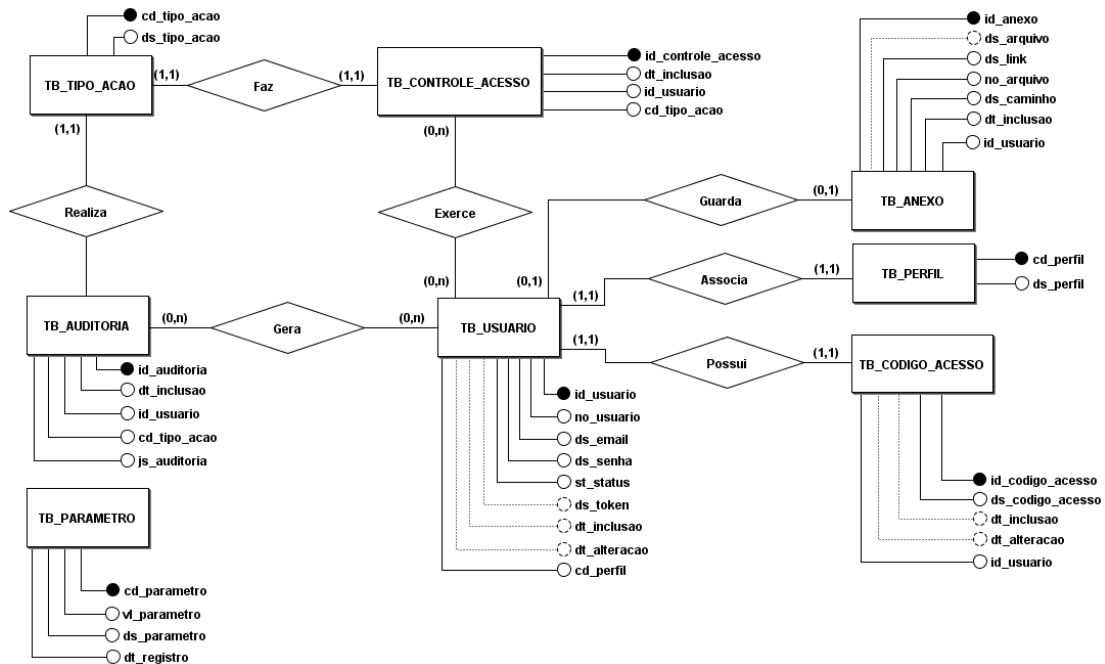 cd_tipo_acao
ds_tipo_acao
TB_TIPO_ACAO
(1,1)
Faz
(1,1)
TB_CONTROLE_ACESSO
id_controle_acesso
dt_inclusao
id_usuario
cd_tipo_acao
id_anexo
ds_arquivo
ds_link
no_arquivo
ds_caminho
dt_inclusao
id_usuario
TB_ANEXO
(1,1)
Realiza
(0,n)
Exerce
(0,n)
Guarda
(0,1)
(0,1)
Associa
(1,1)
(1,1)
TB_PERFIL
cd_perfil
ds_perfil
TB_AUDITORIA
(0,n)
Gera
(0,n)
TB_USUARIO
(1,1)
Possui
(1,1)
TB_CODIGO_ACESSO
id_auditoria
dt_inclusao
id_usuario
cd_tipo_acao
js_auditoria
id_usuario
no_usuario
ds_email
ds_senha
st_status
ds_token
dt_inclusao
dt_alteracao
cd_perfil
id_codigo_acesso
ds_codigo_acesso
dt_inclusao
dt_alteracao
id_usuario
TB_PARAMETRO
cd_parametro
vl_parametro
ds_parametro
dt_registro